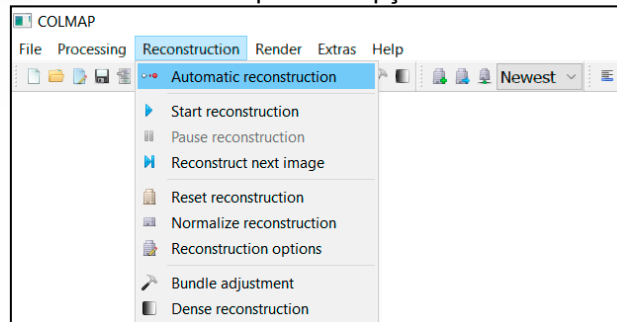 COLMAP
File Processing Reconstruction Render Extras Help
Automatic reconstruction
Newest
Start reconstruction
Pause reconstruction
Reconstruct next image
Reset reconstruction
Normalize reconstruction
Reconstruction options
Bundle adjustment
Dense reconstruction